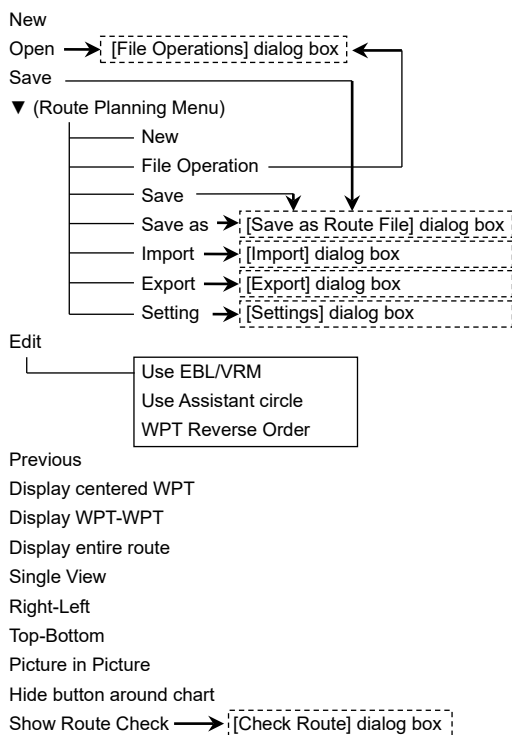 New
Open [File Operations] dialog box
Save
▼ (Route Planning Menu)
New
File Operation
Save
Save as [Save as Route File] dialog box
Import [Import] dialog box
Export [Export] dialog box
Setting [Settings] dialog box
Edit
Use EBL/VRM
Use Assistant circle
WPT Reverse Order
Previous
Display centered WPT
Display WPT-WPT
Display entire route
Single View
Right-Left
Top-Bottom
Picture in Picture
Hide button around chart
Show Route Check [Check Route] dialog box